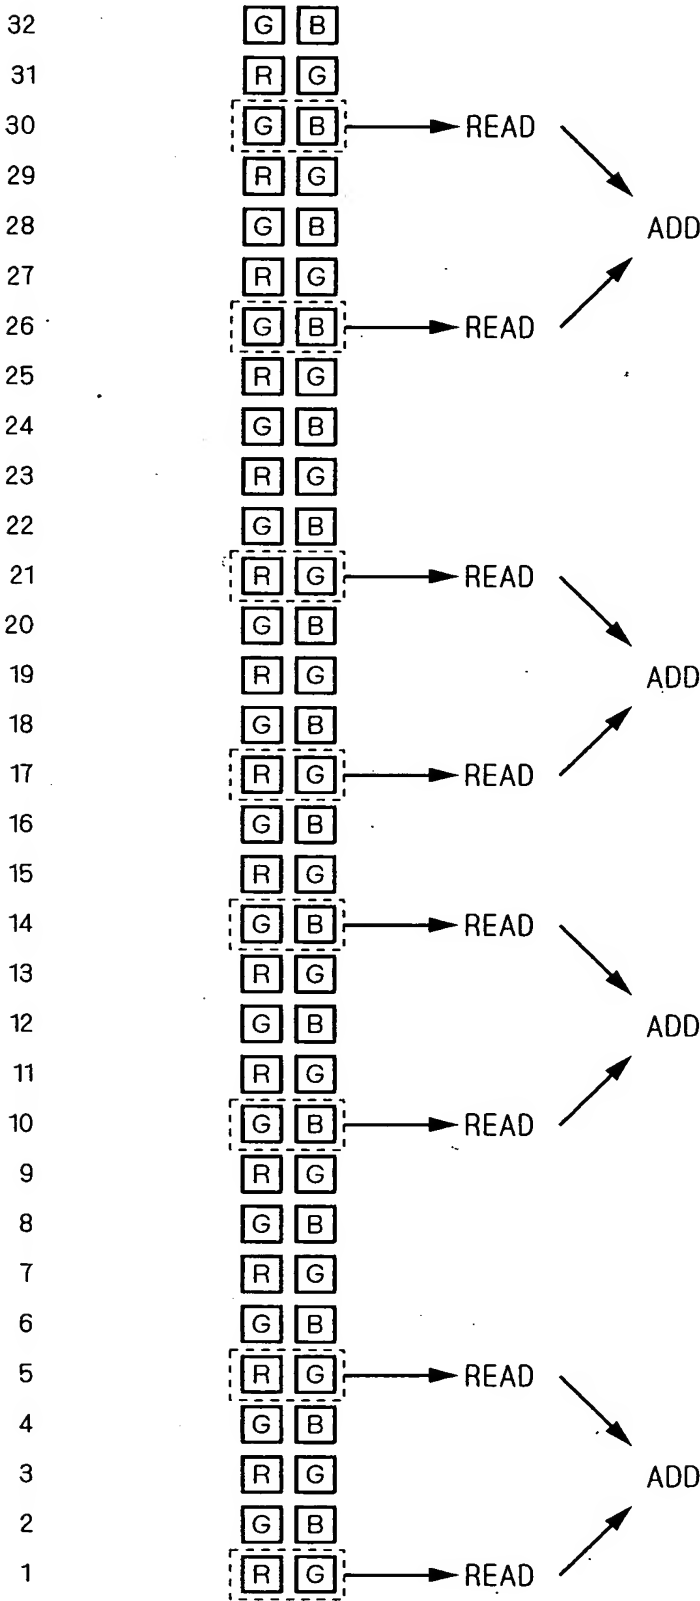 32 G B
31 R G
30 G B READ
29 R G
28 G B ADD
27 R G
26 G B READ
25 R G
24 G B
23 R G
22 G B
21 R G READ
20 G B
19 R G ADD
18 G B
17 R G READ
16 G B
15 R G
14 G B READ
13 R G
12 G B ADD
11 R G
10 G B READ
9 R G
8 G B
7 R G
6 G B
5 R G READ
4 G B
3 R G ADD
2 G B
1 R G READ